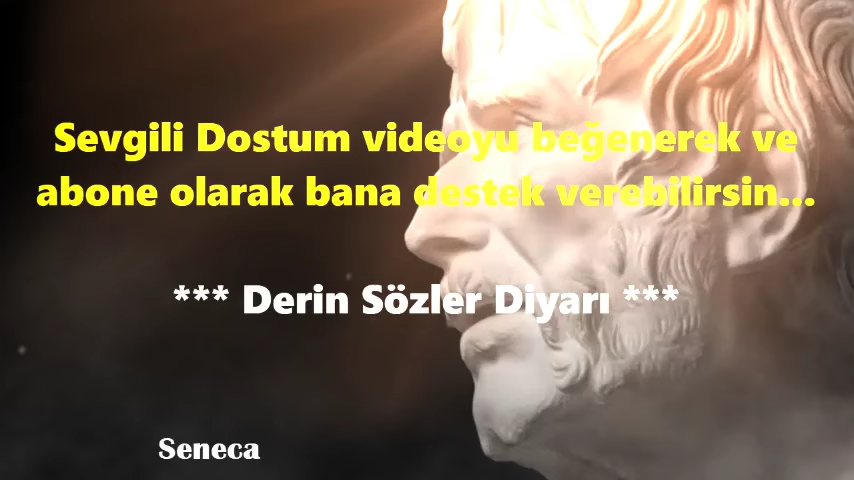 Sevgili Dostum videoyu beğenerek ve
abone olarak bana destek verebilirsin...
*** Derin Sözler Diyarı ***
Seneca